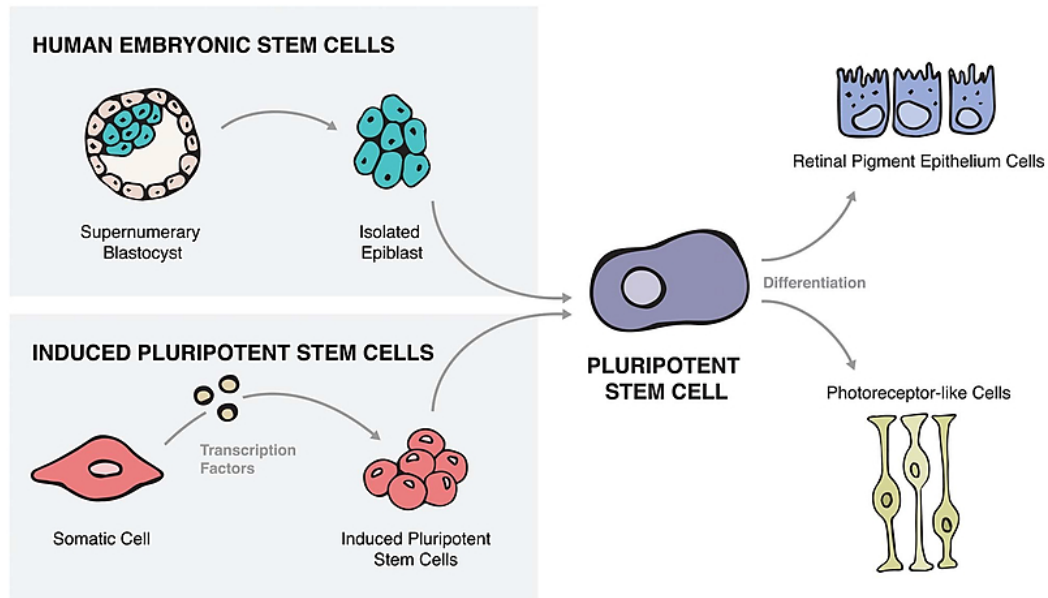 HUMAN EMBRYONIC STEM CELLS
Supernumerary
Blastocyst
Isolated
Epiblast
INDUCED PLURIPOTENT STEM CELLS
Transcription
Factors
Somatic Cell
Induced Pluripotent
Stem Cells
PLURIPOTENT
STEM CELL
Retinal Pigment Epithelium Cells
Differentiation
Photoreceptor-like Cells